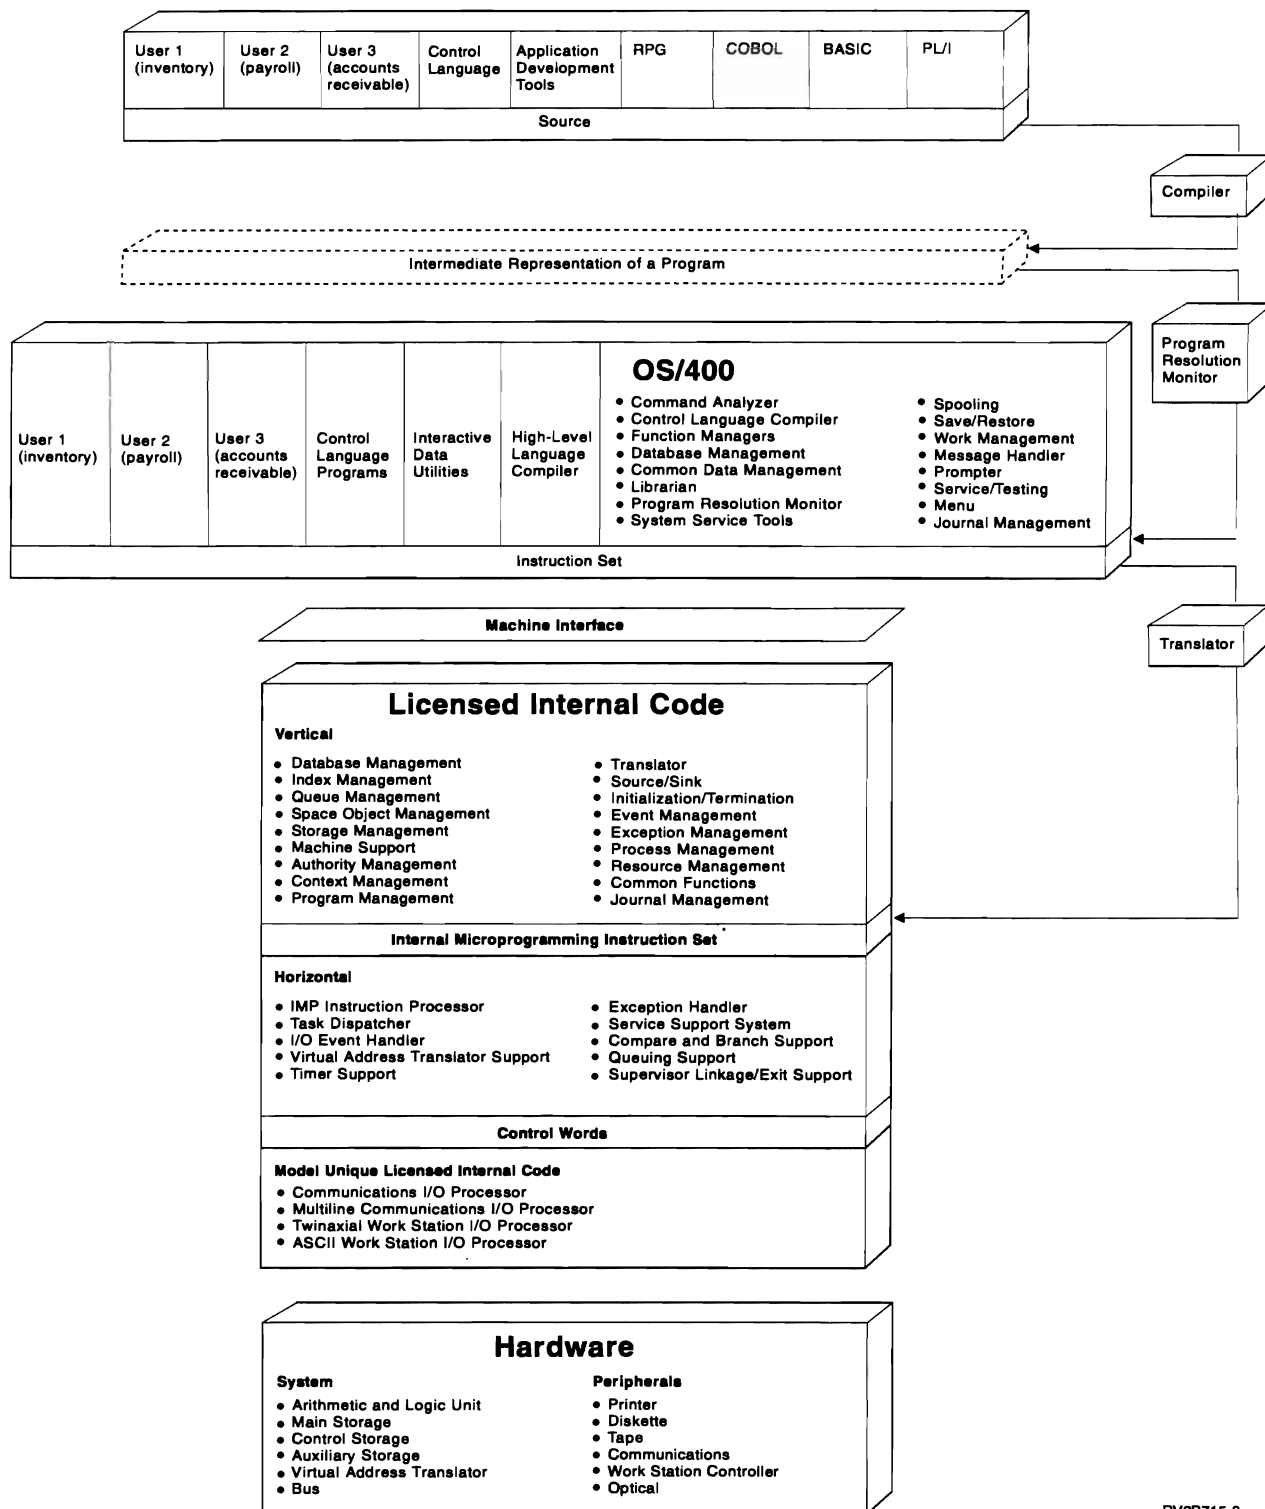 User 1
(inventory)
User 2
(payroll)
User 3
(accounts
receivable)
Control
Language
Application
Development
Tools
RPG
COBOL
BASIC
PL/I
Source
Compiler
Intermediate Representation of a Program
Program
Resolution
Monitor
User 1
(inventory)
User 2
(payroll)
User 3
(accounts
receivable)
Control
Language
Programs
Interactive
Data
Utilities
High-Level
Language
Compiler
OS/400
• Command Analyzer
• Control Language Compiler
• Function Managers
• Database Management
• Common Data Management
• Librarian
• Program Resolution Monitor
• System Service Tools
• Spooling
• Save/Restore
• Work Management
• Message Handler
• Prompter
• Service/Testing
• Menu
• Journal Management
Instruction Set
Machine Interface
Translator
Licensed Internal Code
Vertical
• Database Management
• Index Management
• Queue Management
• Space Object Management
• Storage Management
• Machine Support
• Authority Management
• Context Management
• Program Management
• Translator
• Source/Sink
• Initialization/Termination
• Event Management
• Exception Management
• Process Management
• Resource Management
• Common Functions
• Journal Management
Internal Microprogramming Instruction Set
Horizontal
• IMP Instruction Processor
• Task Dispatcher
• I/O Event Handler
• Virtual Address Translator Support
• Timer Support
• Exception Handler
• Service Support System
• Compare and Branch Support
• Queuing Support
• Supervisor Linkage/Exit Support
Control Words
Model Unique Licensed Internal Code
• Communications I/O Processor
• Multiline Communications I/O Processor
• Twinaxial Work Station I/O Processor
• ASCII Work Station I/O Processor
Hardware
System
• Arithmetic and Logic Unit
• Main Storage
• Control Storage
• Auxiliary Storage
• Virtual Address Translator
• Bus
Peripherals
• Printer
• Diskette
• Tape
• Communications
• Work Station Controller
• Optical